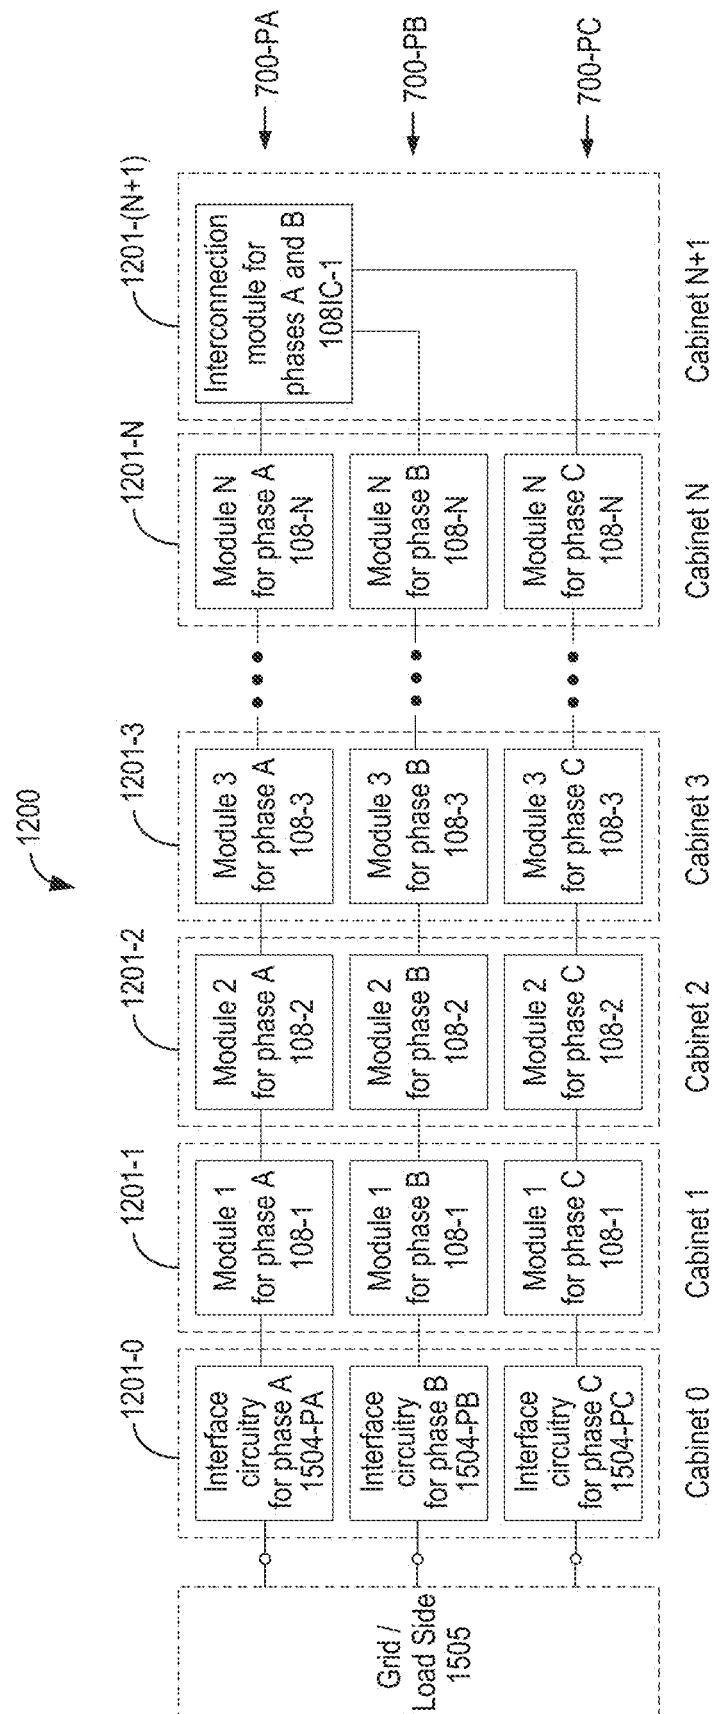 1200
1201-0
1201-1
1201-2
1201-3
1201-N
1201-(N+1)
Grid /
Load Side
1505
Interface
circuitry
for phase A
1504-PA
Module 1
for phase A
108-1
Module 2
for phase A
108-2
Module 3
for phase A
108-3
Module N
for phase A
108-N
Interconnection
module for
phases A and B
108IC-1
700-PA
Interface
circuitry
for phase B
1504-PB
Module 1
for phase B
108-1
Module 2
for phase B
108-2
Module 3
for phase B
108-3
Module N
for phase B
108-N
700-PB
Interface
circuitry
for phase C
1504-PC
Module 1
for phase C
108-1
Module 2
for phase C
108-2
Module 3
for phase C
108-3
Module N
for phase C
108-N
700-PC
Cabinet 0
Cabinet 1
Cabinet 2
Cabinet 3
Cabinet N
Cabinet N+1